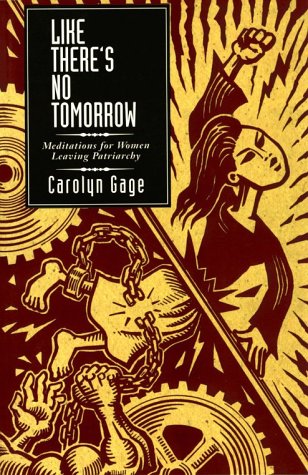 LIKE
THERE'S
NO
TOMORROW
Meditations for Women
Leaving Patriarchy
Carolyn Gage